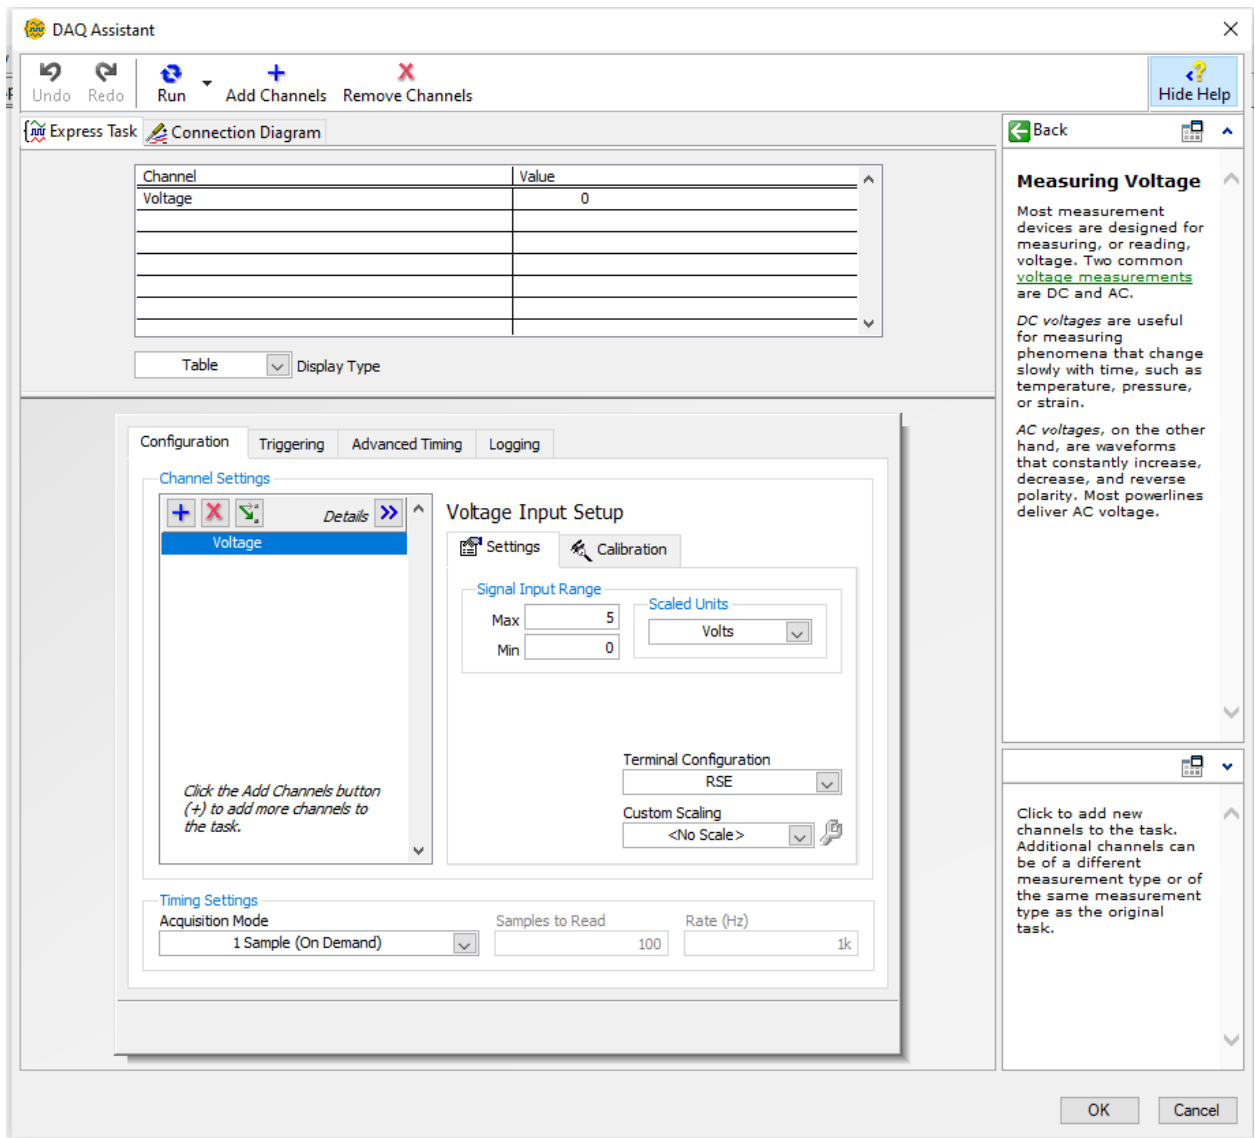 DAQ Assistant
Undo Redo Run Add Channels Remove Channels Hide Help
Express Task Connection Diagram
Channel Value
Voltage 0
Table Display Type
Configuration Triggering Advanced Timing Logging
Channel Settings
Details
Voltage
Click the Add Channels button
(+) to add more channels to
the task.
Voltage Input Setup
Settings Calibration
Signal Input Range
Max 5
Min 0
Scaled Units
Volts
Terminal Configuration
RSE
Custom Scaling
<No Scale>
Timing Settings
Acquisition Mode Samples to Read Rate (Hz)
1 Sample (On Demand) 100 1k
Back
Measuring Voltage
Most measurement
devices are designed for
measuring, or reading,
voltage. Two common
voltage measurements
are DC and AC.
DC voltages are useful
for measuring
phenomena that change
slowly with time, such as
temperature, pressure,
or strain.
AC voltages, on the other
hand, are waveforms
that constantly increase,
decrease, and reverse
polarity. Most powerlines
deliver AC voltage.
Click to add new
channels to the task.
Additional channels can
be of a different
measurement type or of
the same measurement
type as the original
task.
OK Cancel